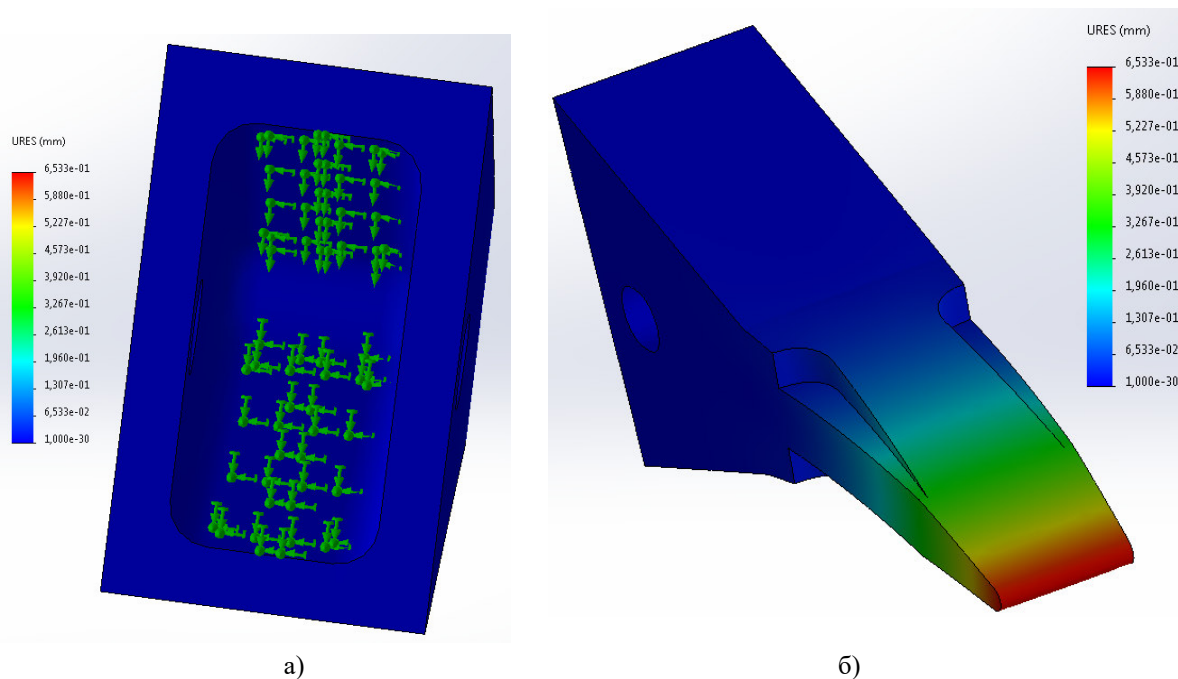 URES (mm)
6,533e-01
5,880e-01
5,227e-01
4,573e-01
3,920e-01
3,267e-01
2,613e-01
1,960e-01
1,307e-01
6,533e-02
1,000e-30
а)
URES (mm)
6,533e-01
5,880e-01
5,227e-01
4,573e-01
3,920e-01
3,267e-01
2,613e-01
1,960e-01
1,307e-01
6,533e-02
1,000e-30
б)